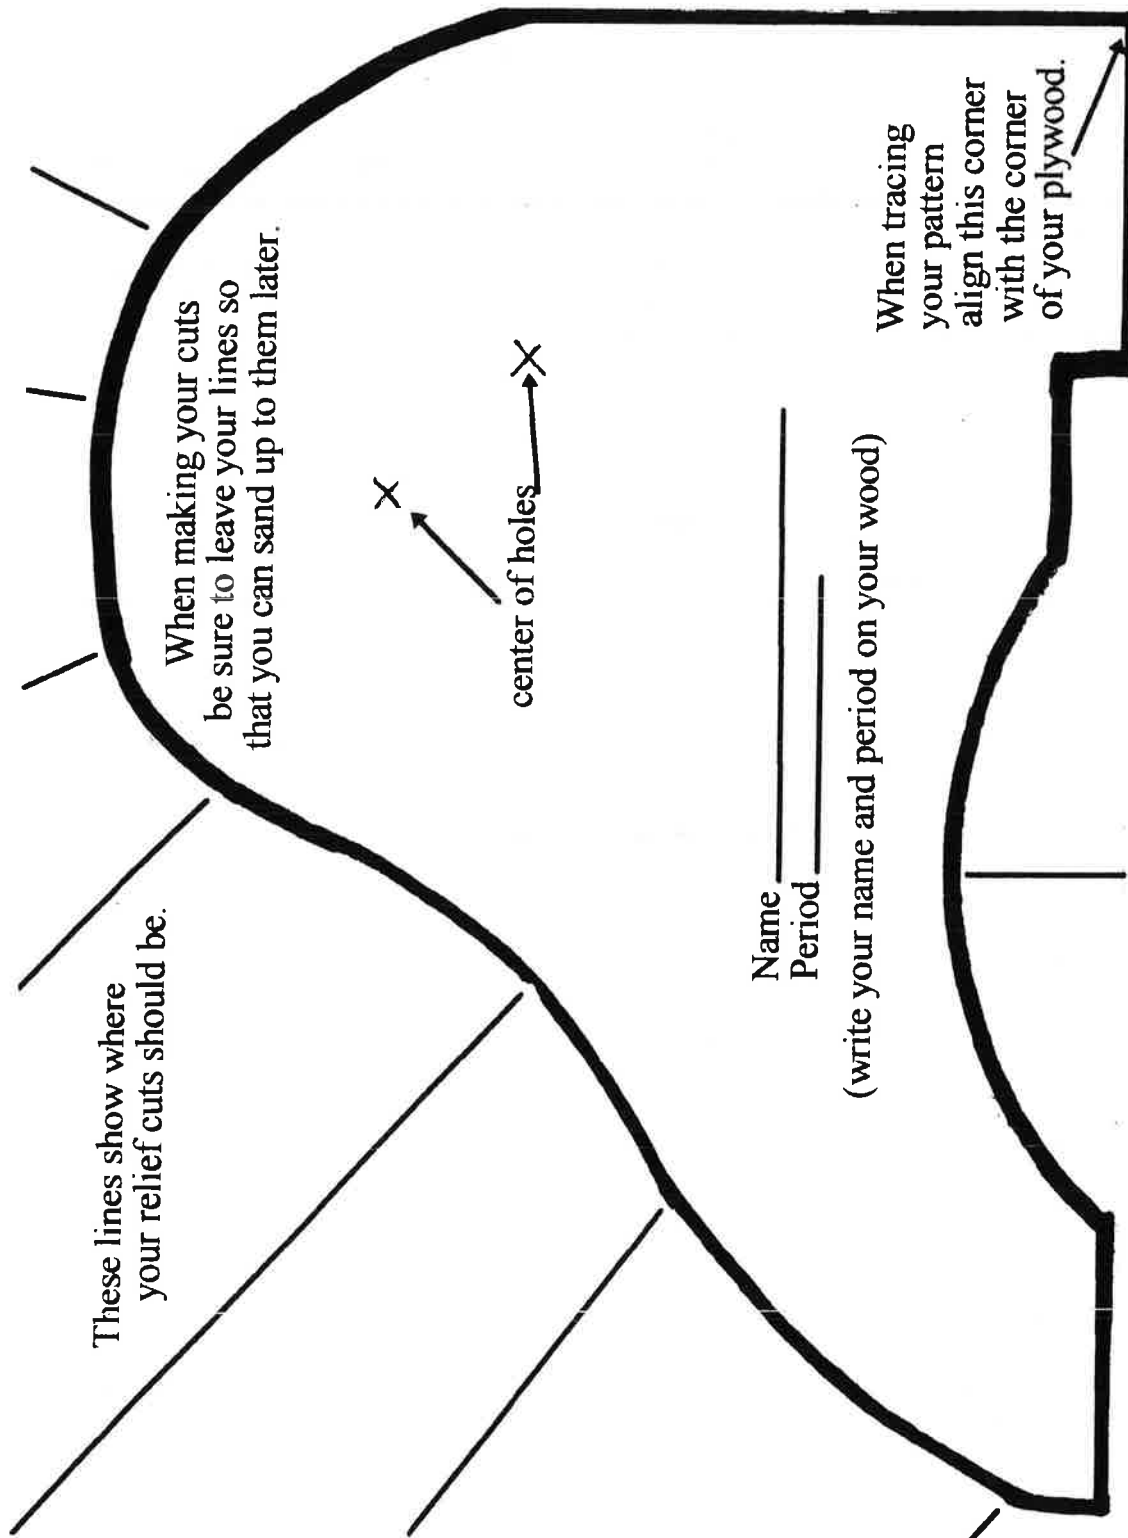 These lines show where
your relief cuts should be.
When making your cuts
be sure to leave your lines so
that you can sand up to them later.
center of holes
Name
Period
(write your name and period on your wood)
When tracing
your pattern
align this corner
with the corner
of your plywood.